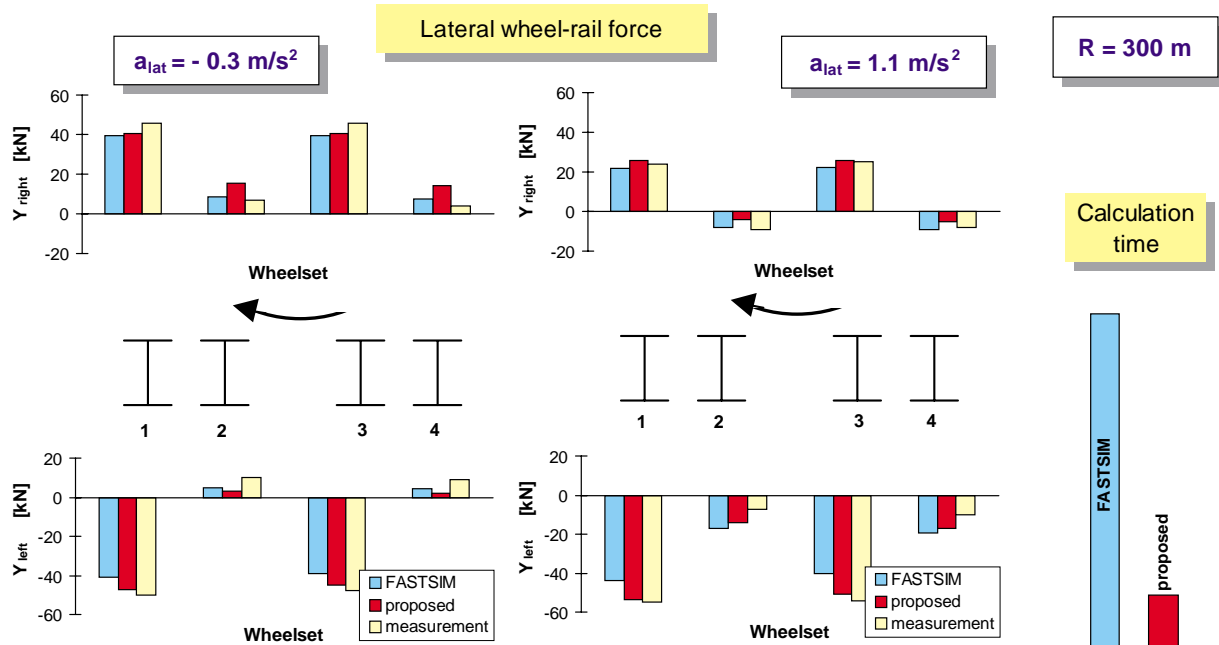 Lateral wheel-rail force
a_lat = - 0.3 m/s²
a_lat = 1.1 m/s²
R = 300 m
Y right [kN]
60
40
20
0
-20
Wheelset
Y right [kN]
60
40
20
0
-20
Wheelset
Calculation
time
1 2 3 4
1 2 3 4
Y left [kN]
20
0
-20
-40
-60
FASTSIM
proposed
measurement
Wheelset
Y left [kN]
20
0
-20
-40
-60
FASTSIM
proposed
measurement
Wheelset
FASTSIM
proposed